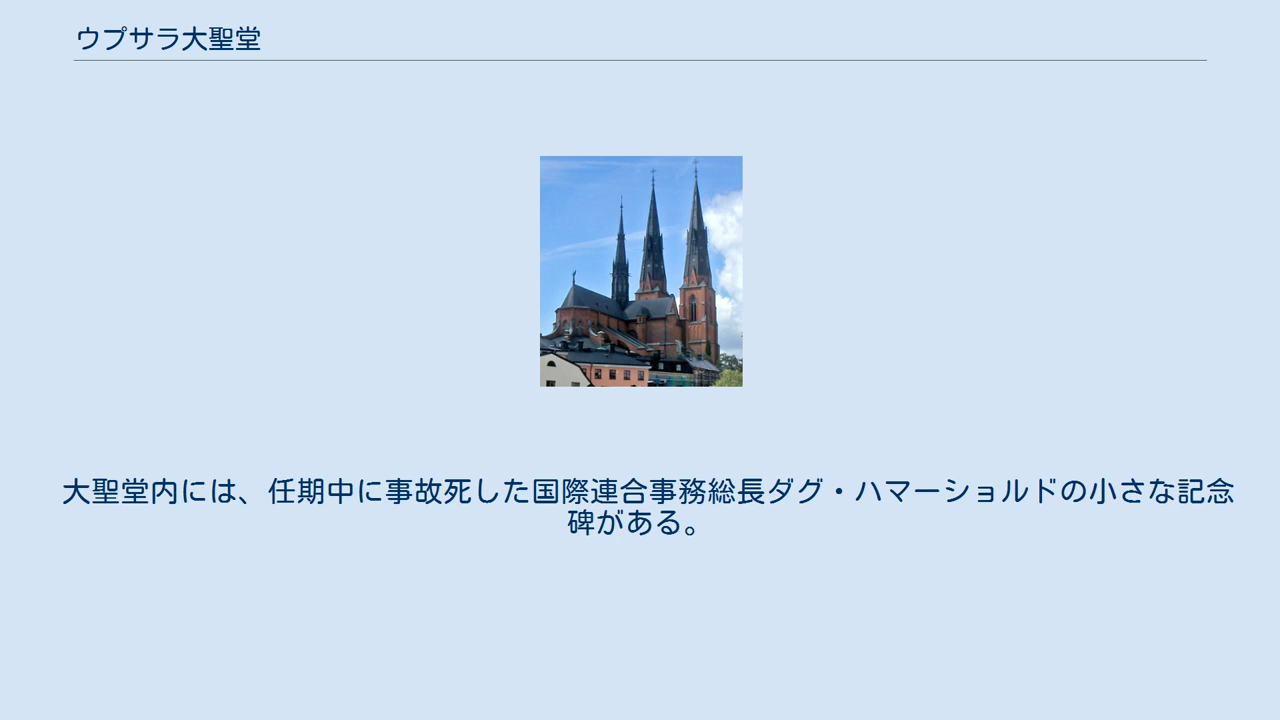 ウプサラ大聖堂
大聖堂内には、任期中に事故死した国際連合事務総長ダグ・ハマーショルドの小さな記念
碑がある。